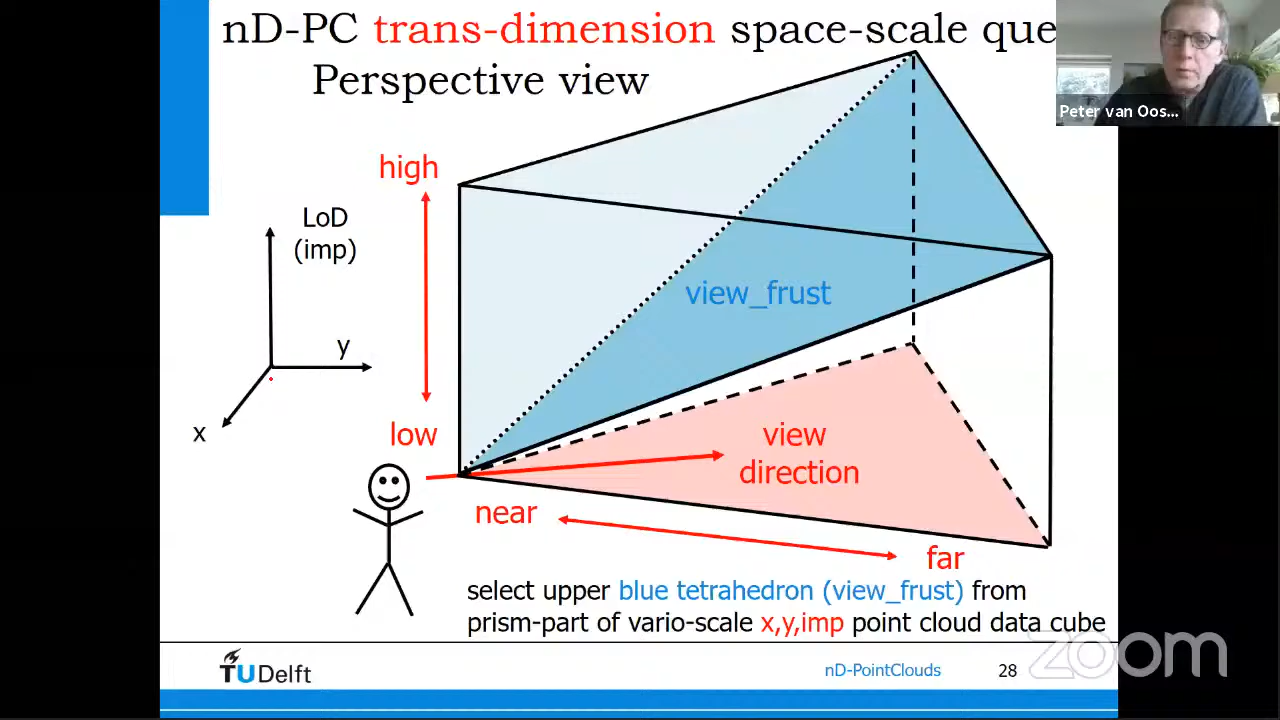 nD-PC trans-dimension space-scale que
Perspective view
Peter van Oos...
high
LoD
(imp)
y
x
low
view_frust
view
direction
near
far
select upper blue tetrahedron (view_frust) from
prism-part of vario-scale x,y,imp point cloud data cube
TUDelft
nD-PointClouds
28
zoom